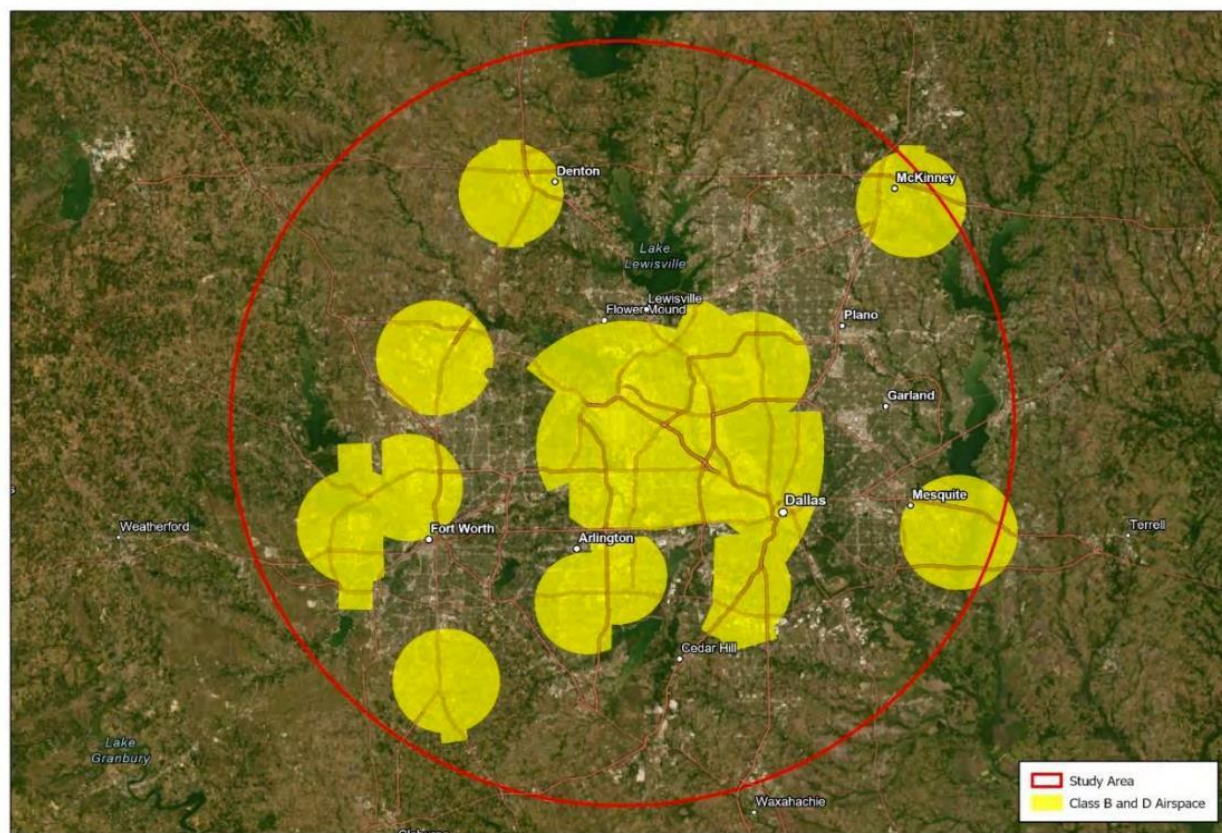 Denton
McKinney
Lake
Lewisville
Lewisville
Flower Mound
Plano
Garland
Mesquite
Dallas
Weatherford
Fort Worth
Arlington
Terrell
Cedar Hill
Lake
Granbury
Study Area
Class B and D Airspace
Waxahachie